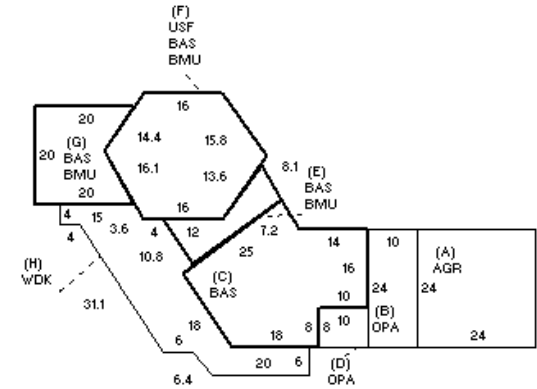 (F)
USF
BAS
BMU
16
20
14.4
15.8
20
(G)
BAS
BMU
16.1
13.6
8.1
(E)
BAS
BMU
20
16
4
15
4
3.6
4
12
7.2
14
10
(A)
AGR
10.8
25
16
(H)
WDK
(C)
BAS
24
24
10
(B)
OPA
31.1
18
8
8
10
18
24
6
20
6
(D)
OPA
6.4